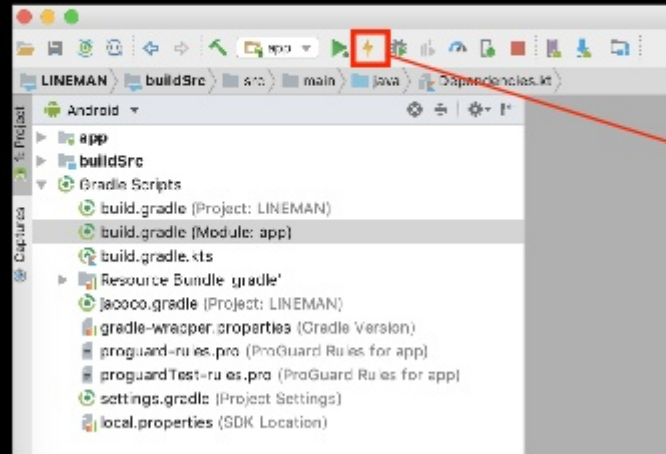 app
LINEMAN buildSrc src main java Dependencies.kt
1: Project
Captures
Android
app
buildSrc
Gradle Scripts
build.gradle (Project: LINEMAN)
build.gradle (Module: app)
build.gradle.kts
Resource Bundle 'gradle'
jacoco.gradle (Project: LINEMAN)
gradle-wrapper.properties (Gradle Version)
proguard-rules.pro (ProGuard Rules for app)
proguardTest-rules.pro (ProGuard Rules for app)
settings.gradle (Project Settings)
local.properties (SDK Location)